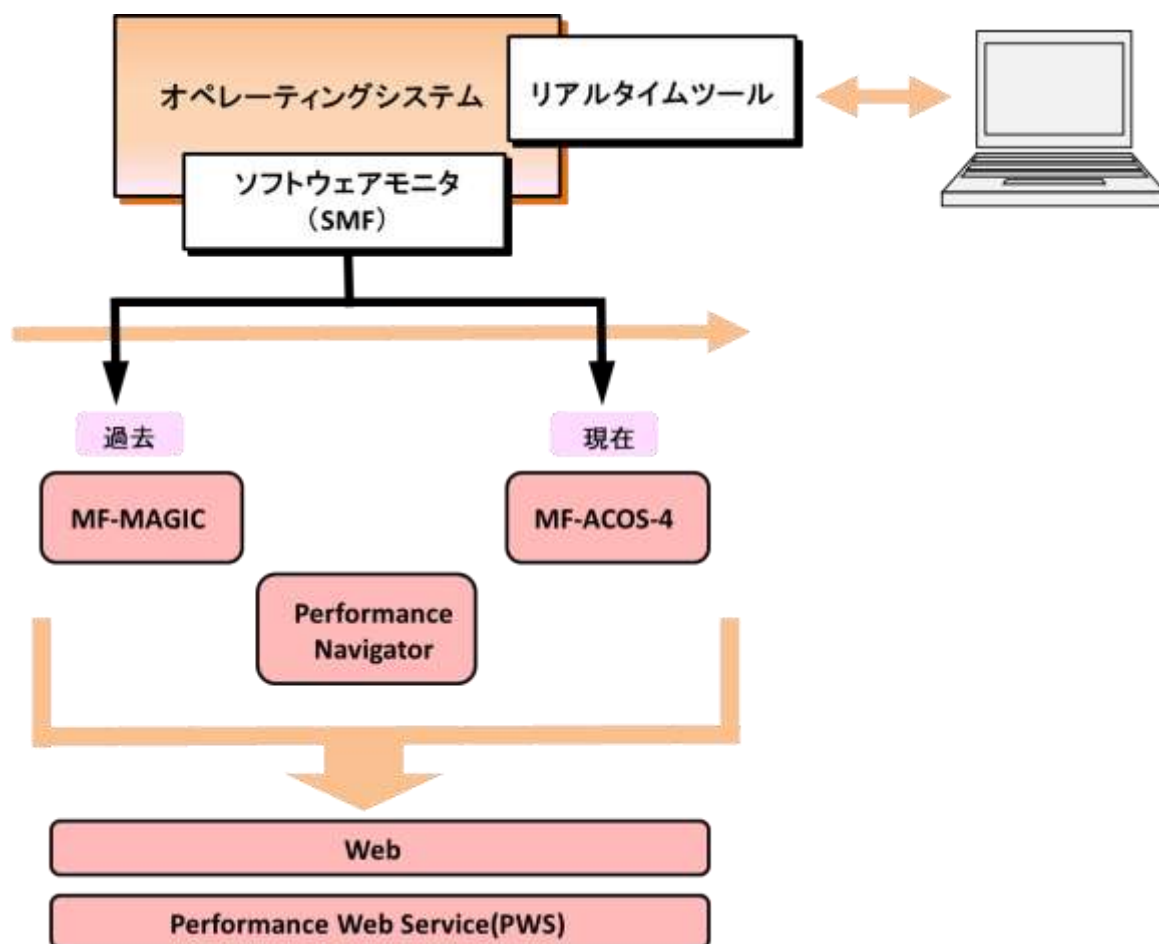 オペレーティングシステム
リアルタイムツール
ソフトウェアモニタ
（SMF）
過去
現在
MF-MAGIC
MF-ACOS-4
Performance
Navigator
Web
Performance Web Service(PWS)